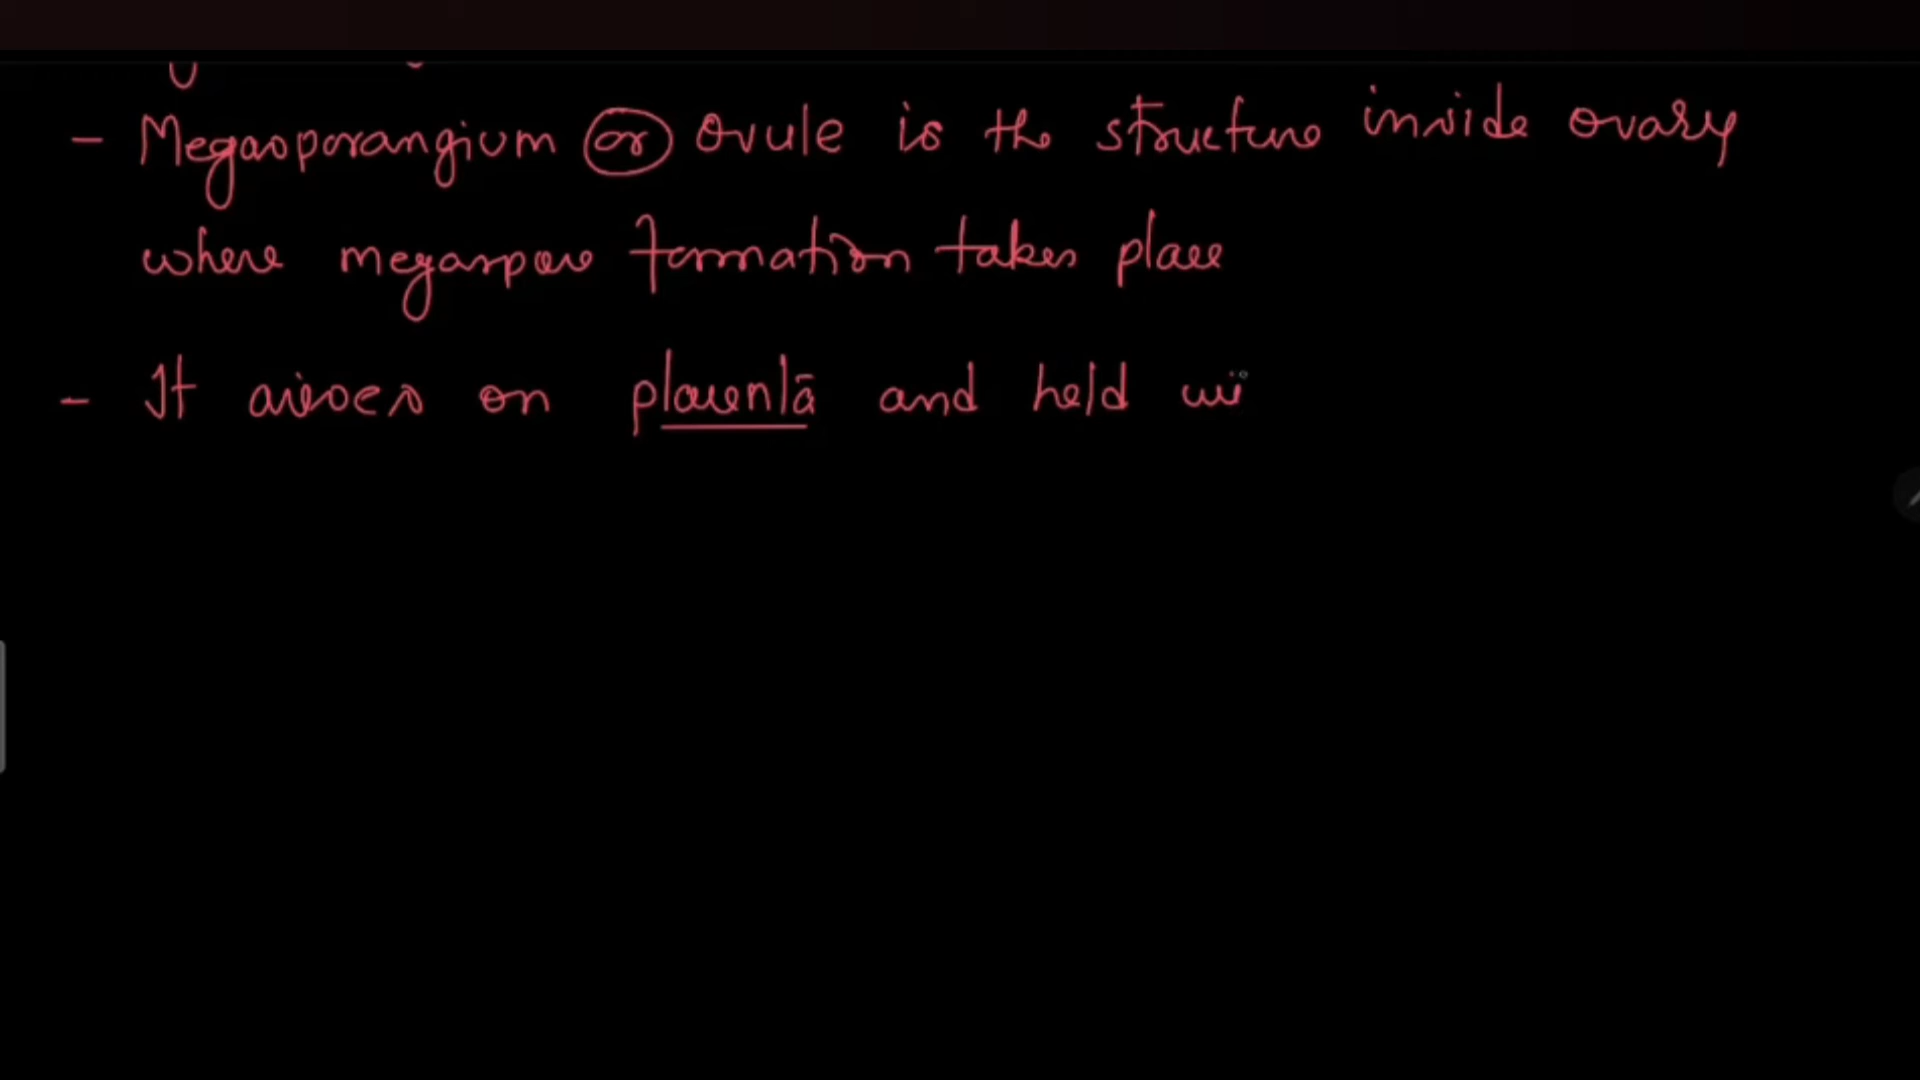 - Megasporangium or ovule is the structure inside ovary
where megaspore formation takes place
- It arises on placenta and held wi